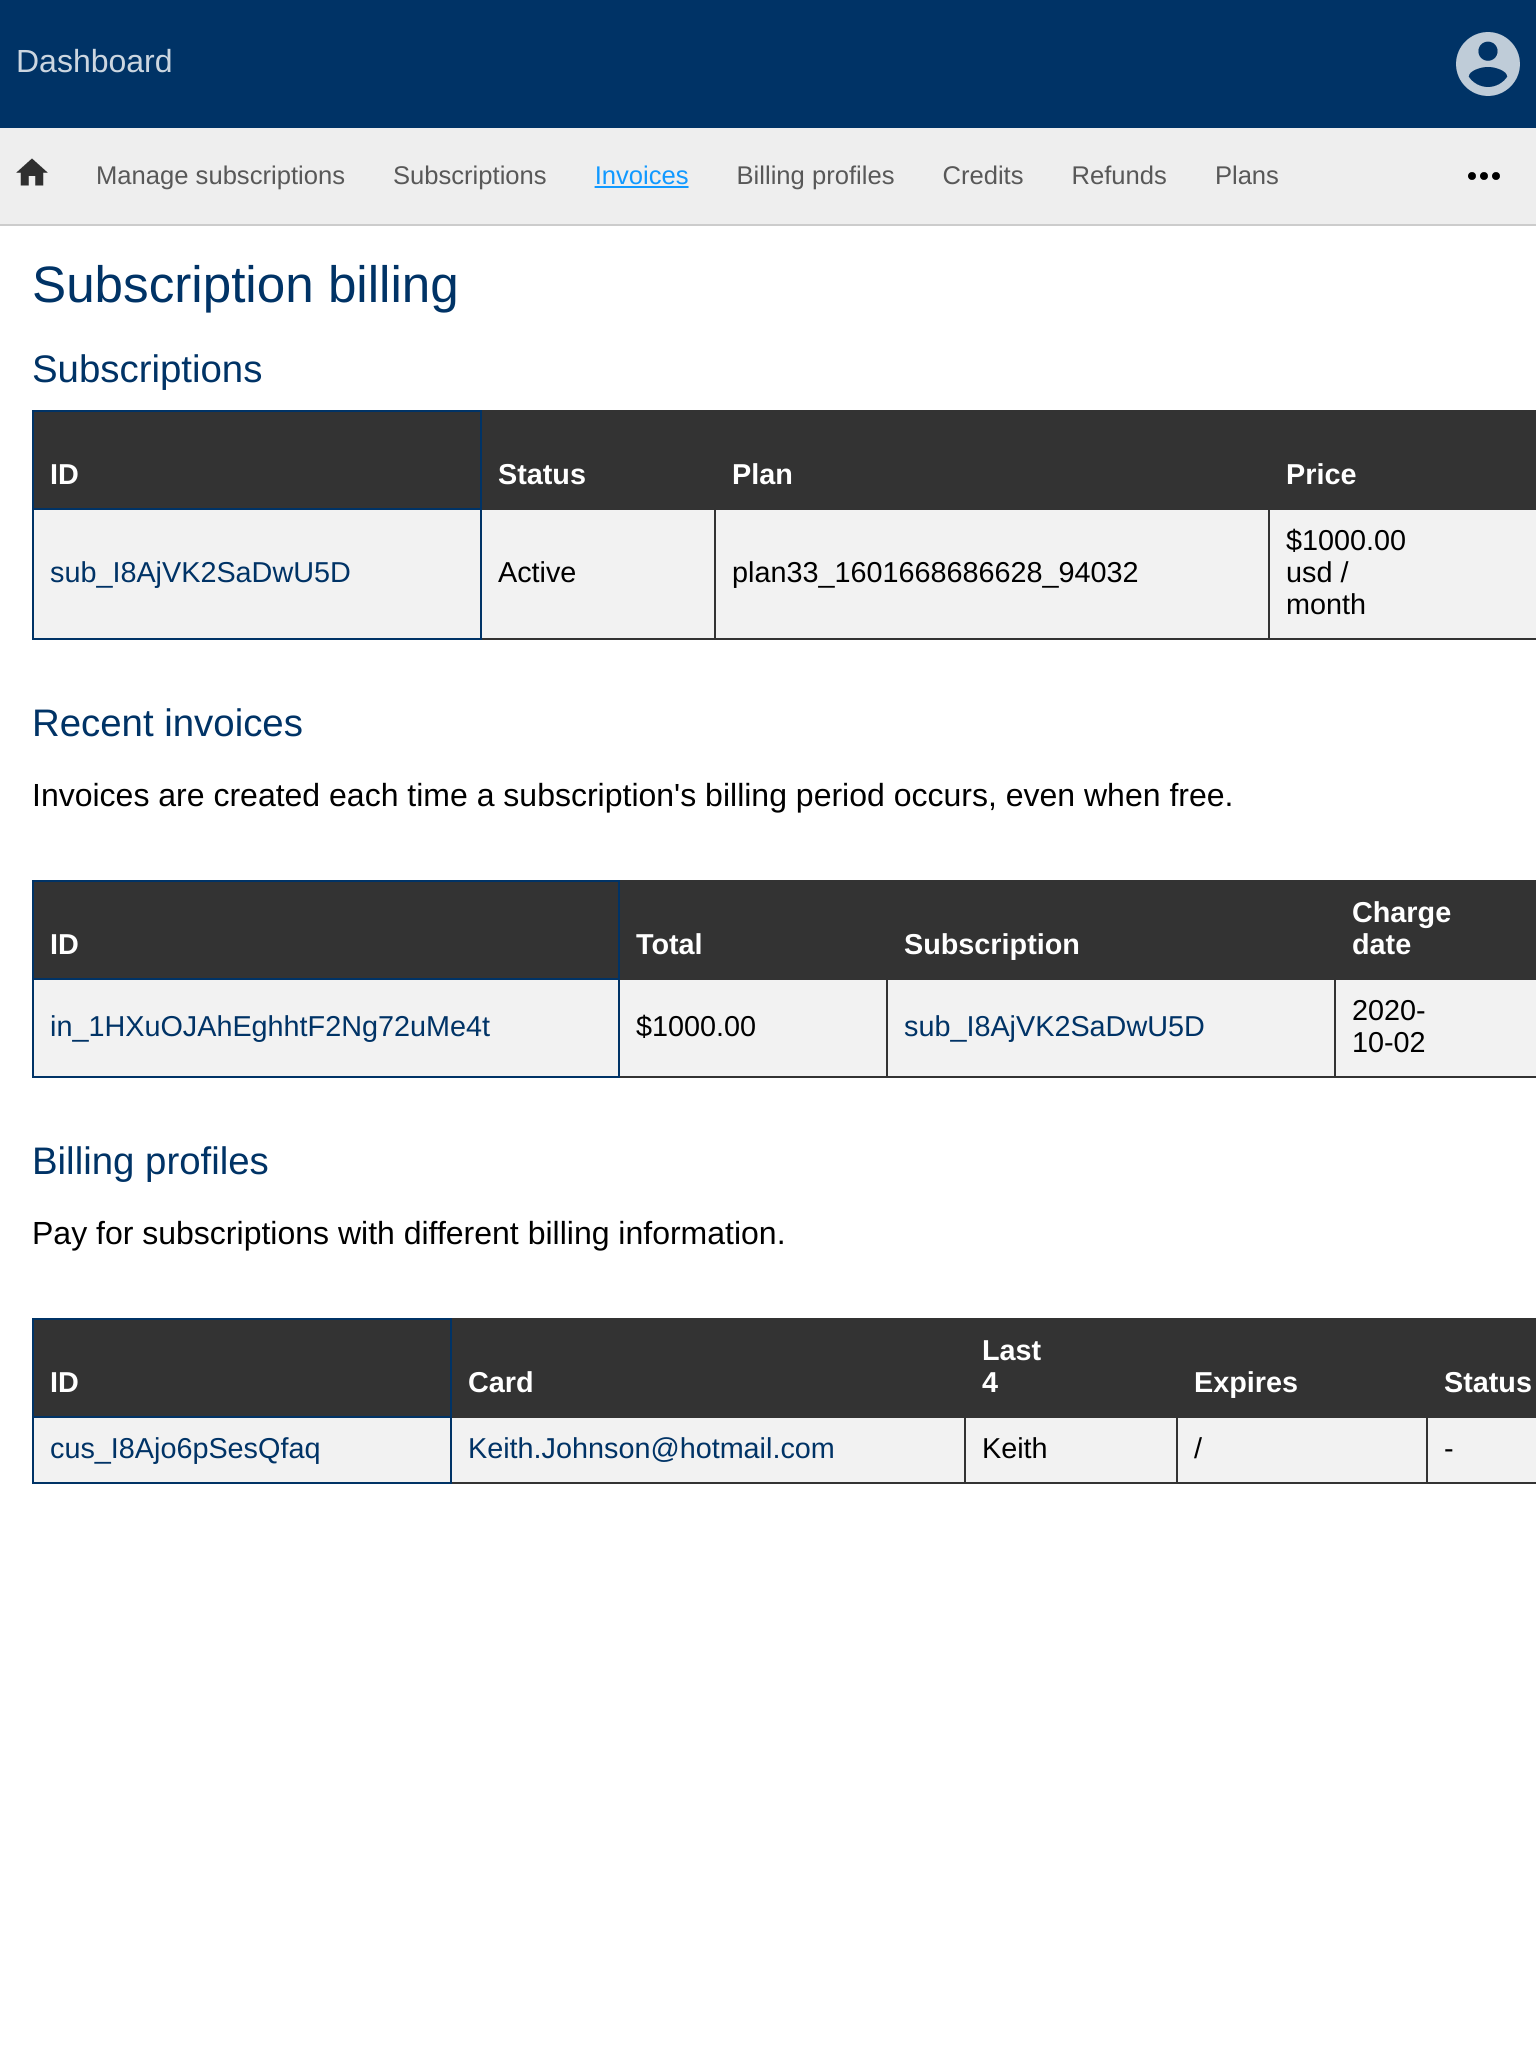 Dashboard
Manage subscriptions Subscriptions Invoices Billing profiles Credits Refunds Plans
Subscription billing
Subscriptions
ID Status Plan Price
sub_I8AjVK2SaDwU5D Active plan33_1601668686628_94032 $1000.00
usd /
month
Recent invoices
Invoices are created each time a subscription's billing period occurs, even when free.
ID Total Subscription Charge
date
in_1HXuOJAhEghhtF2Ng72uMe4t $1000.00 sub_I8AjVK2SaDwU5D 2020-
10-02
Billing profiles
Pay for subscriptions with different billing information.
ID Card Last
4 Expires Status
cus_I8Ajo6pSesQfaq Keith.Johnson@hotmail.com Keith / -